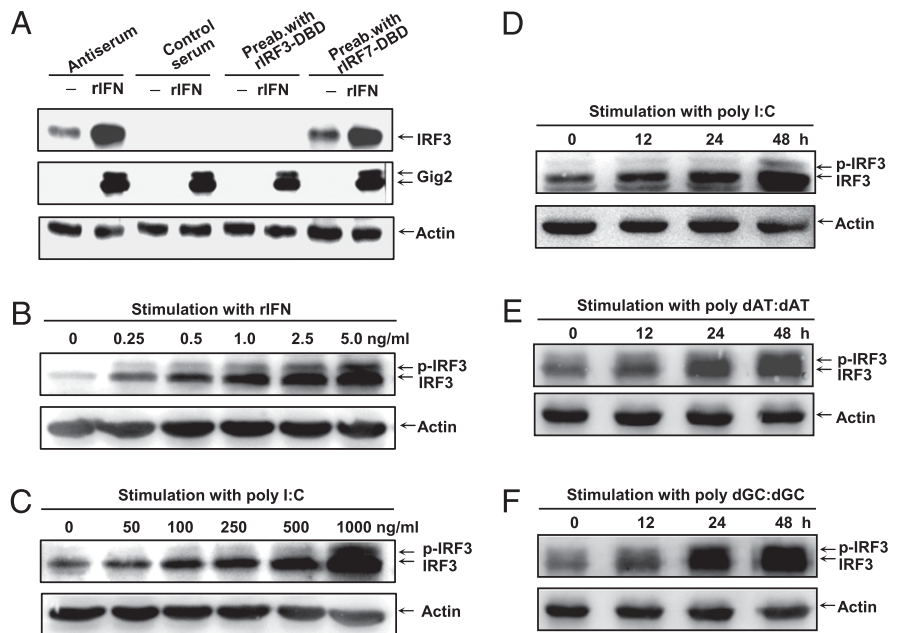 A
Antiserum
Control serum
Preab.with rIRF3-DBD
Preab.with rIRF7-DBD
– rIFN – rIFN – rIFN – rIFN
←IRF3
←
←Gig2
←Actin
B
Stimulation with rIFN
0 0.25 0.5 1.0 2.5 5.0 ng/ml
←p-IRF3
←IRF3
←Actin
C
Stimulation with poly I:C
0 50 100 250 500 1000 ng/ml
←p-IRF3
←IRF3
←Actin
D
Stimulation with poly I:C
0 12 24 48 h
←p-IRF3
←IRF3
←Actin
E
Stimulation with poly dAT:dAT
0 12 24 48 h
←p-IRF3
←IRF3
←Actin
F
Stimulation with poly dGC:dGC
0 12 24 48 h
←p-IRF3
←IRF3
←Actin